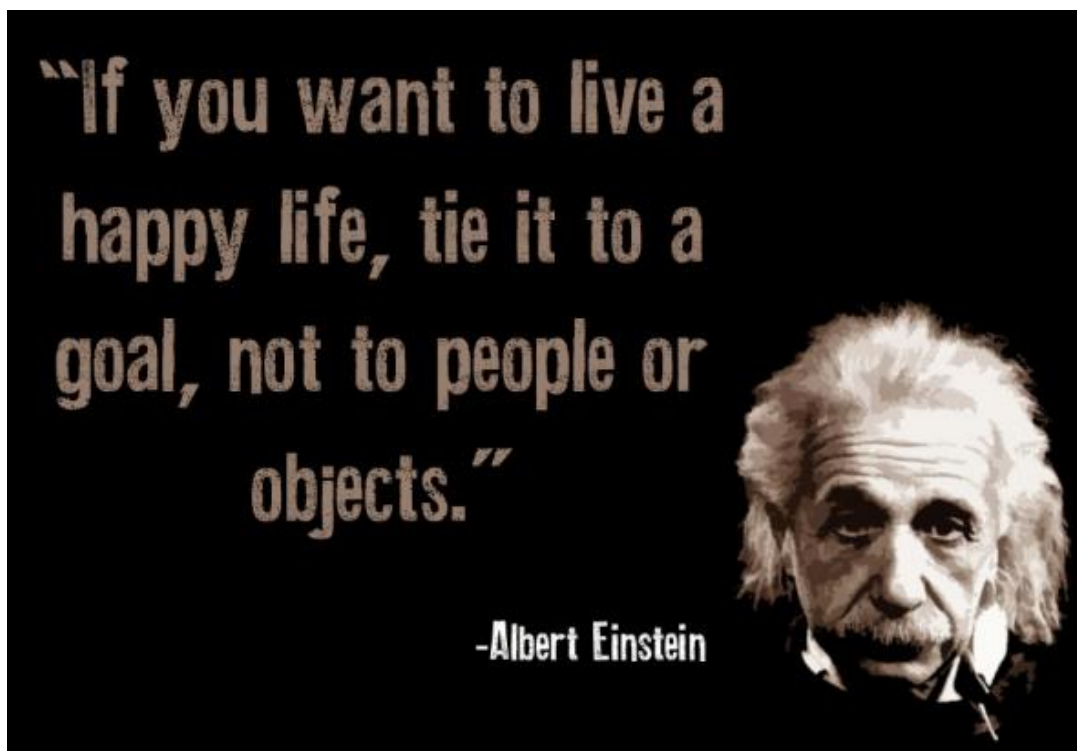 “If you want to live a
happy life, tie it to a
goal, not to people or
objects.”
-Albert Einstein